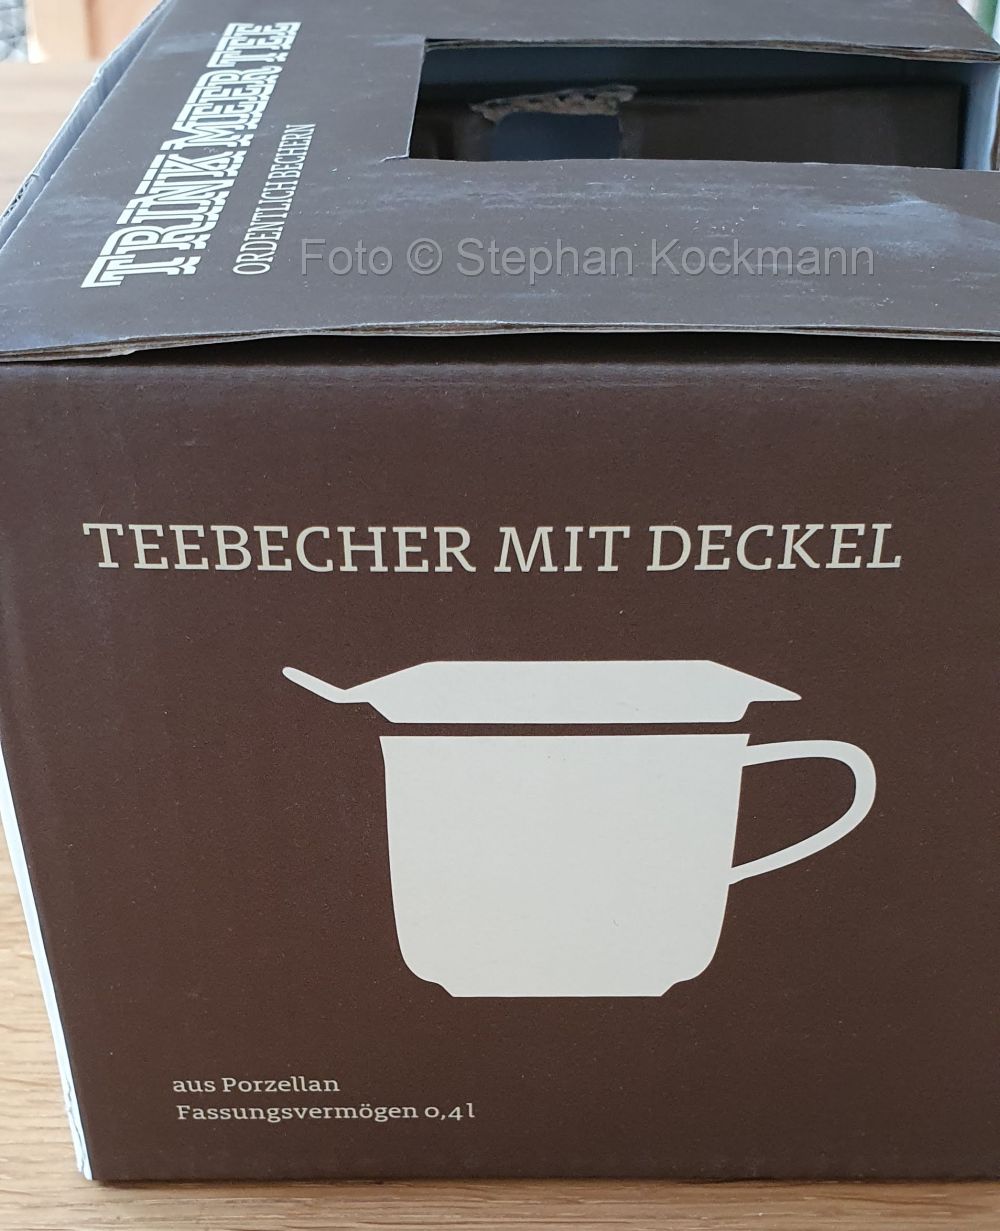 TRINK MEER TEE
ORDENTLICH BECHERN
Foto © Stephan Kockmann
TEEBECHER MIT DECKEL
aus Porzellan
Fassungsvermögen 0,4 l